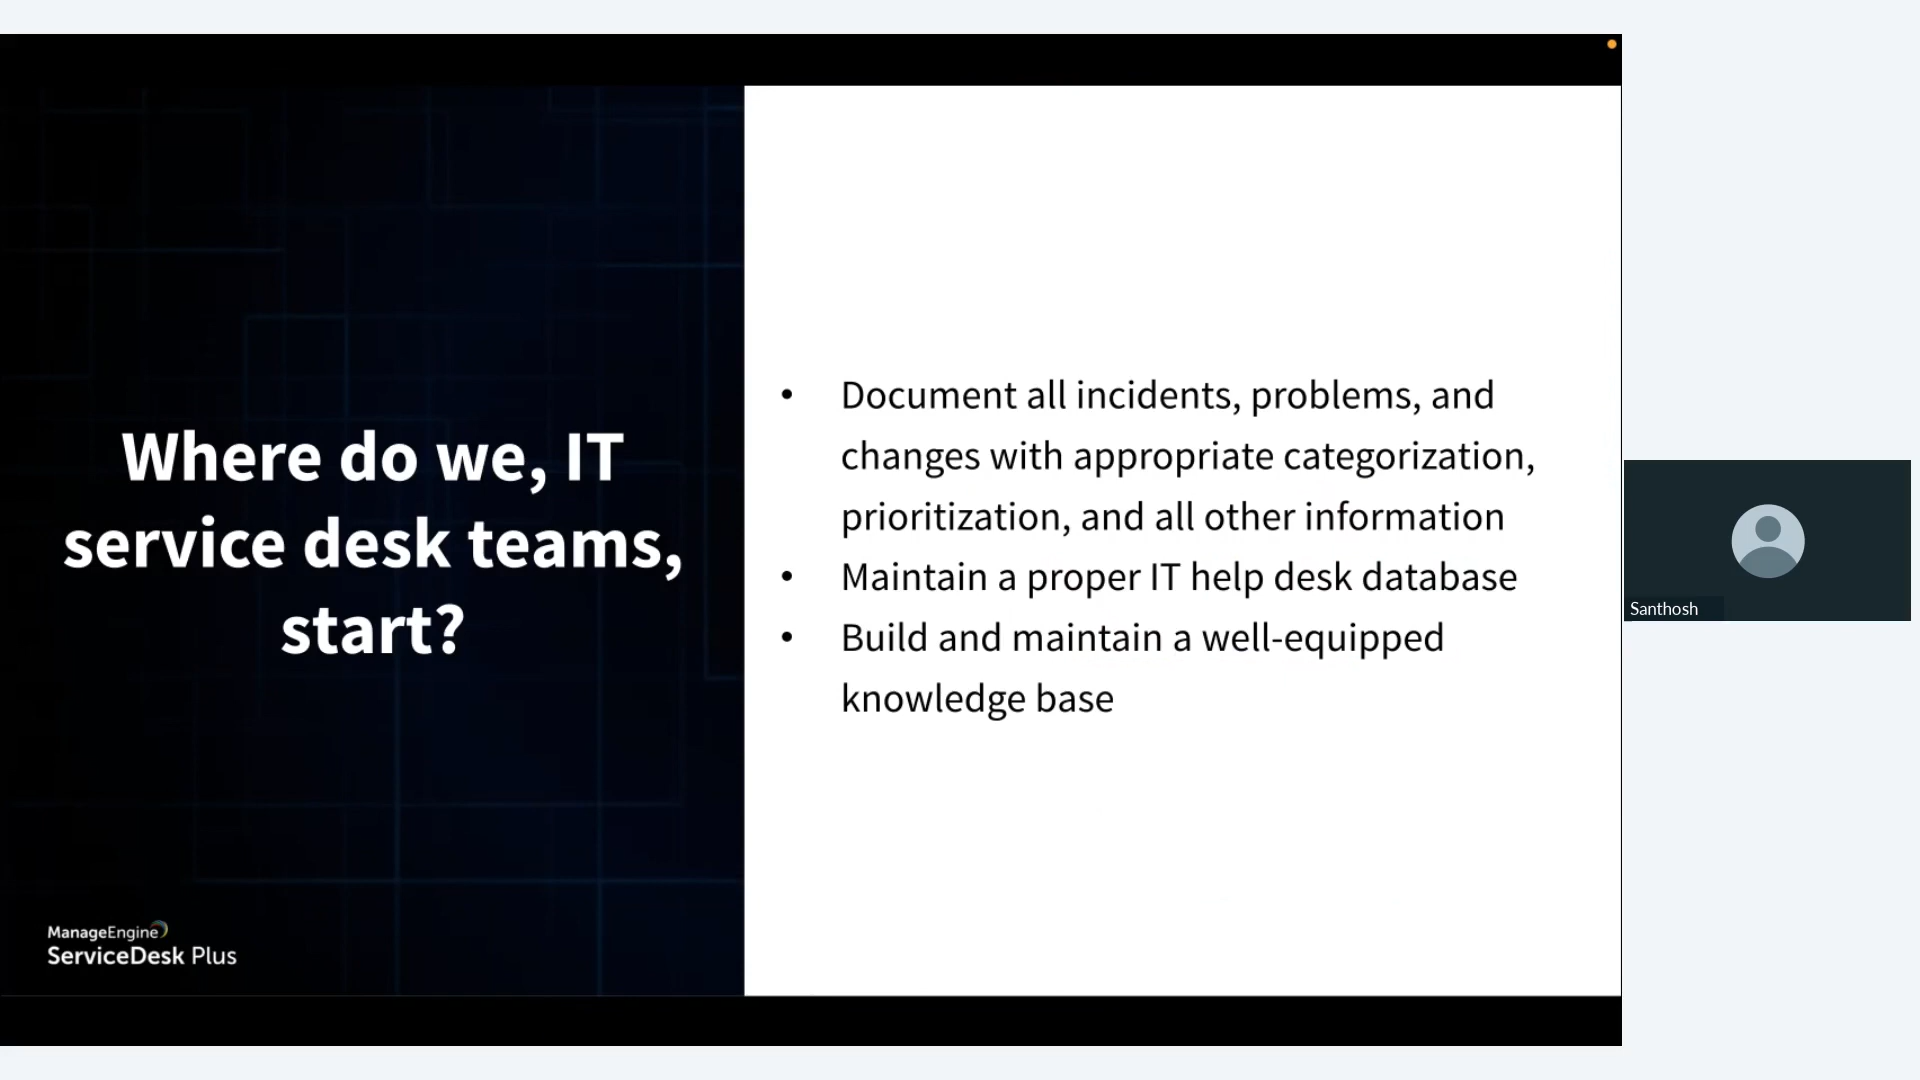 Where do we, IT
service desk teams,
start?
ManageEngine
ServiceDesk Plus
• Document all incidents, problems, and
changes with appropriate categorization,
prioritization, and all other information
• Maintain a proper IT help desk database
• Build and maintain a well-equipped
knowledge base
Santhosh